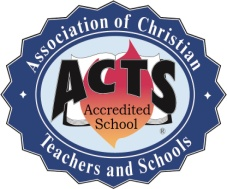 Association of Christian
ACTS
Accredited
School
®
Teachers and Schools